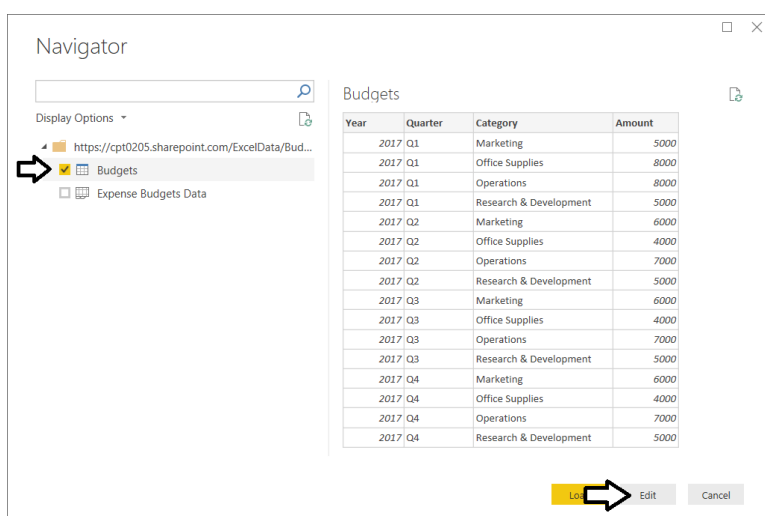 Navigator
Display Options
https://cpt0205.sharepoint.com/ExcelData/Bud...
Budgets
Expense Budgets Data
Budgets
Year Quarter Category Amount
2017 Q1 Marketing 5000
2017 Q1 Office Supplies 8000
2017 Q1 Operations 8000
2017 Q1 Research & Development 5000
2017 Q2 Marketing 6000
2017 Q2 Office Supplies 4000
2017 Q2 Operations 7000
2017 Q2 Research & Development 5000
2017 Q3 Marketing 6000
2017 Q3 Office Supplies 4000
2017 Q3 Operations 7000
2017 Q3 Research & Development 5000
2017 Q4 Marketing 6000
2017 Q4 Office Supplies 4000
2017 Q4 Operations 7000
2017 Q4 Research & Development 5000
Edit Cancel